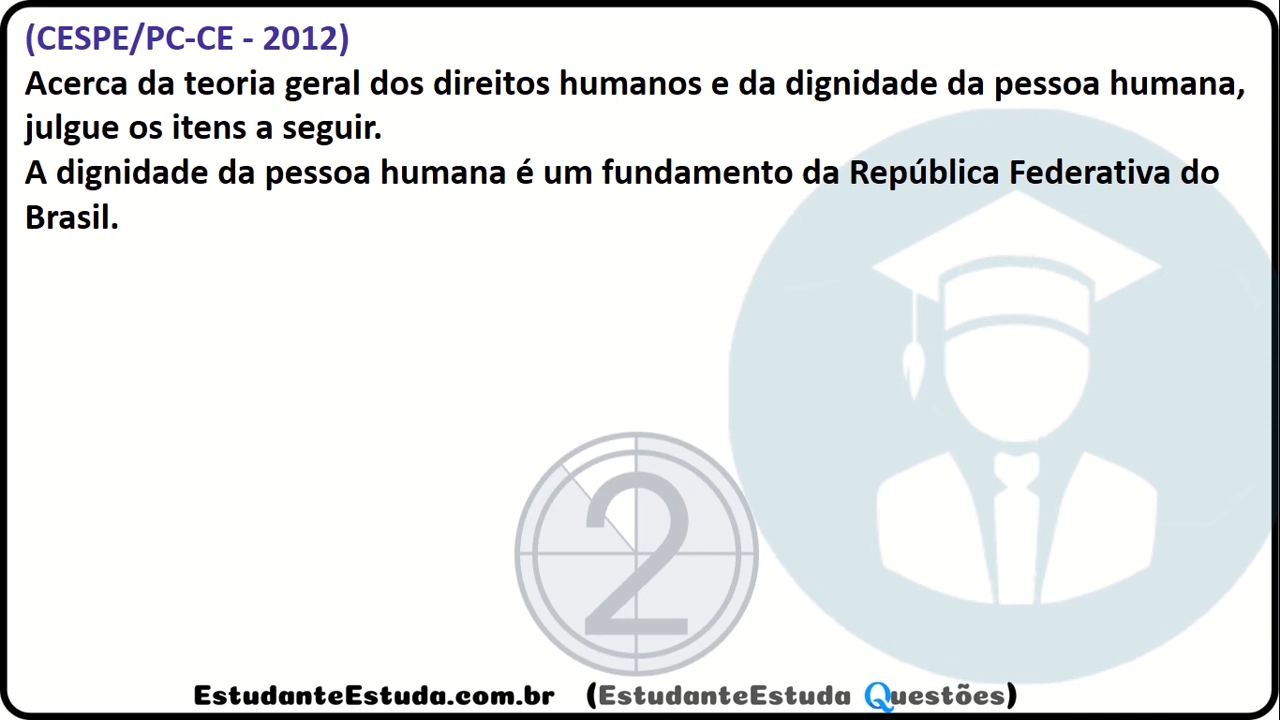 (CESPE/PC-CE - 2012)
Acerca da teoria geral dos direitos humanos e da dignidade da pessoa humana,
julgue os itens a seguir.
A dignidade da pessoa humana é um fundamento da República Federativa do
Brasil.
2
EstudanteEstuda.com.br (EstudanteEstuda Questões)